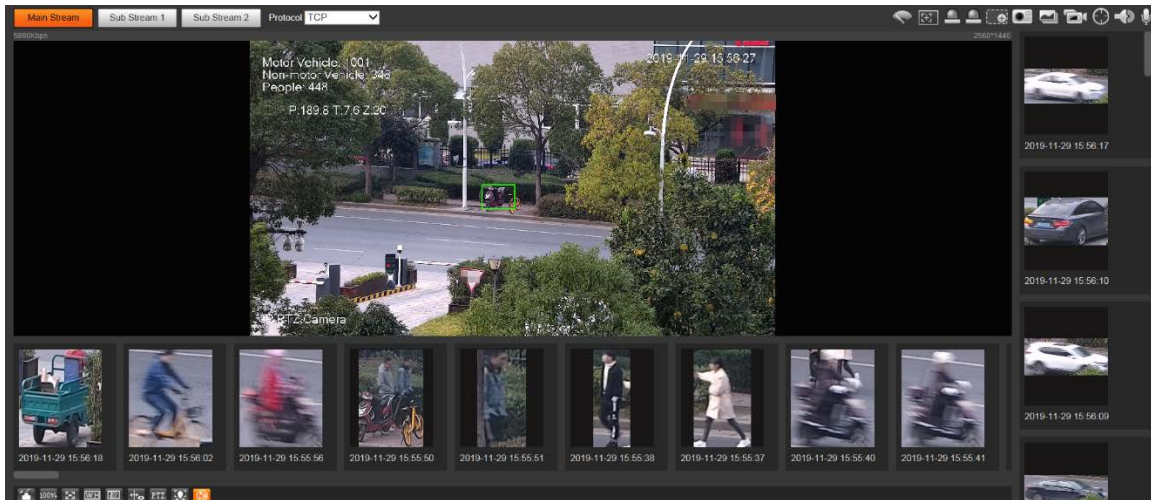 Main Stream Sub Stream 1 Sub Stream 2 Protocol TCP
5890Kbps 2560*1440
Motor Vehicle: 1001
Non-motor Vehicle: 343
People: 448
P:189.8 T:7.6 Z:20
2019-11-29 15:56:27
PTZ Camera
2019-11-29 15:56:17
2019-11-29 15:56:10
2019-11-29 15:56:09
2019-11-29 15:56:18 2019-11-29 15:56:02 2019-11-29 15:55:56 2019-11-29 15:55:50 2019-11-29 15:55:51 2019-11-29 15:55:38 2019-11-29 15:55:37 2019-11-29 15:55:40 2019-11-29 15:55:41
100% W:H PTZ